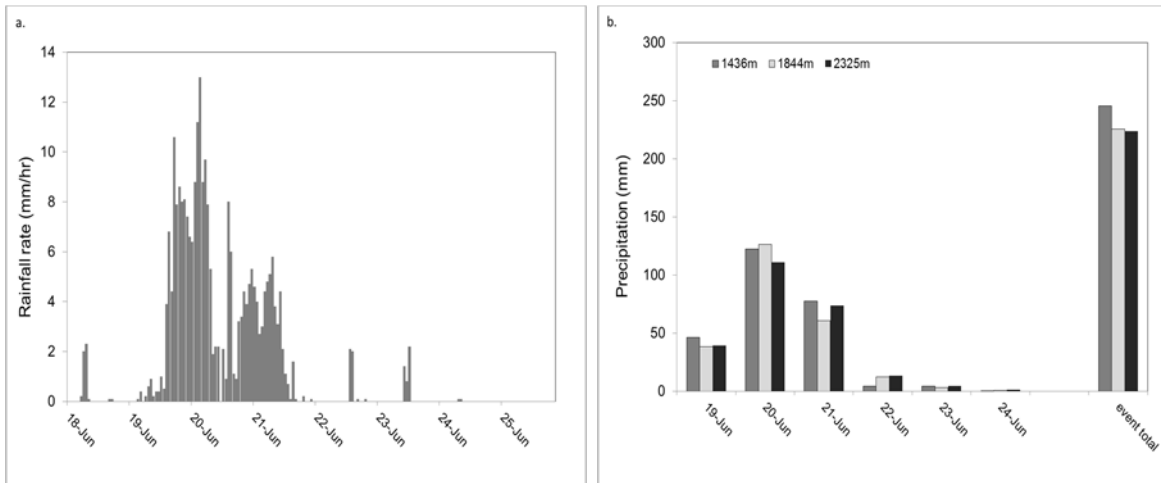 a.
Rainfall rate (mm/hr)
14
12
10
8
6
4
2
0
18-Jun
19-Jun
20-Jun
21-Jun
22-Jun
23-Jun
24-Jun
25-Jun
b.
Precipitation (mm)
300
250
200
150
100
50
0
1436m 1844m 2325m
19-Jun
20-Jun
21-Jun
22-Jun
23-Jun
24-Jun
event total